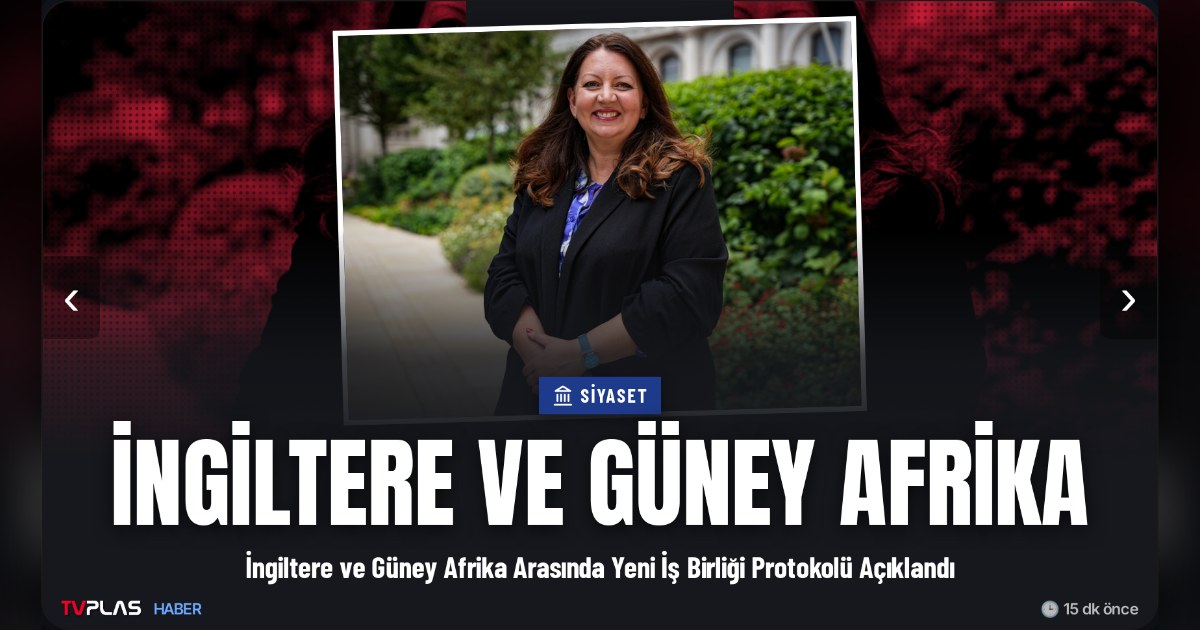 SİYASET
İNGİLTERE VE GÜNEY AFRİKA
İngiltere ve Güney Afrika Arasında Yeni İş Birliği Protokolü Açıklandı
TVPLAS HABER
15 dk önce